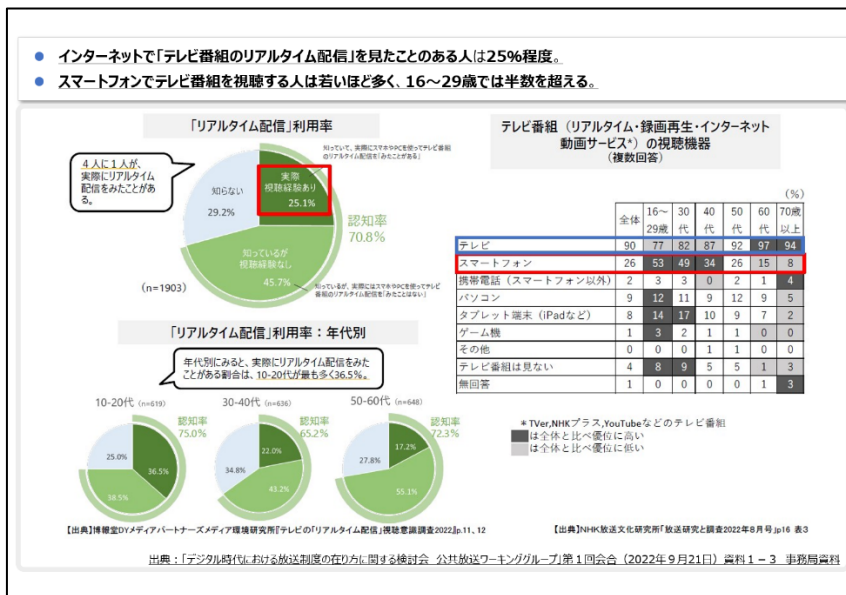 ● インターネットで「テレビ番組のリアルタイム配信」を見たことのある人は25%程度。
● スマートフォンでテレビ番組を視聴する人は若いほど多く、16～29歳では半数を超える。
「リアルタイム配信」利用率
4人に1人が、
実際にリアルタイム
配信をみたことがあ
る。
知っていて、実際にスマホやPCを使ってテレビ番組
のリアルタイム配信を「みたことがある」
知らない
29.2%
実際
視聴経験あり
25.1%
認知率
70.8%
知っているが
視聴経験なし
45.7%
知っているが、実際にはスマホやPCを使ってテレビ
番組のリアルタイム配信を「みたことはない」
(n=1903)
「リアルタイム配信」利用率：年代別
年代別にみると、実際にリアルタイム配信をみた
ことがある割合は、10-20代が最も多く36.5%。
10-20代 (n=619)
認知率
75.0%
25.0%
36.5%
38.5%
30-40代 (n=636)
認知率
65.2%
34.8%
22.0%
43.2%
50-60代 (n=648)
認知率
72.3%
27.8%
17.2%
55.1%
【出典】博報堂DYメディアパートナーズメディア環境研究所『テレビの「リアルタイム配信」視聴意識調査2022』p.11、12
テレビ番組（リアルタイム・録画再生・インターネット
動画サービス*）の視聴機器
（複数回答）
(%)
全体 16～29歳 30代 40代 50代 60代 70歳以上
テレビ 90 77 82 87 92 97 94
スマートフォン 26 53 49 34 26 15 8
携帯電話（スマートフォン以外） 2 3 3 0 2 1 4
パソコン 9 12 11 9 12 9 5
タブレット端末（iPadなど） 8 14 17 10 9 7 2
ゲーム機 1 3 2 1 1 0 0
その他 0 0 0 1 1 0 0
テレビ番組は見ない 4 8 9 5 5 1 3
無回答 1 0 0 0 0 1 3
＊TVer,NHKプラス,YouTubeなどのテレビ番組
■は全体と比べ優位に高い
■は全体と比べ優位に低い
【出典】NHK放送文化研究所「放送研究と調査2022年8月号」p16 表3
出典：「デジタル時代における放送制度の在り方に関する検討会 公共放送ワーキンググループ」第1回会合（2022年9月21日）資料1－3 事務局資料